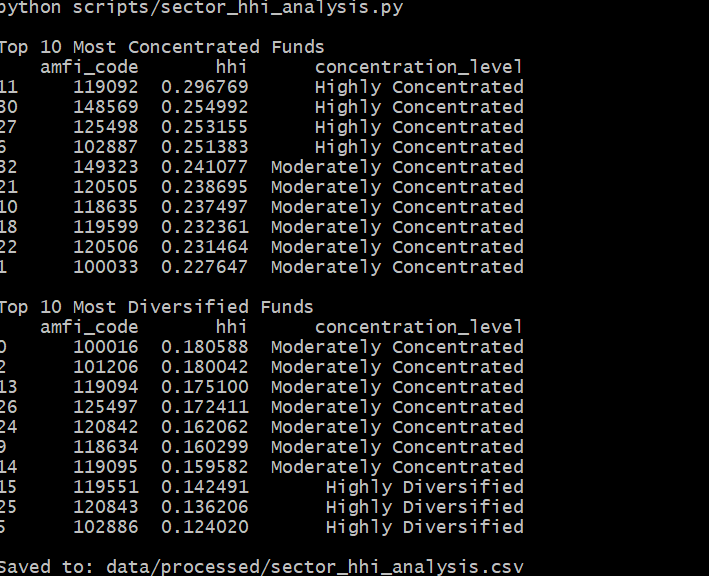 python scripts/sector_hhi_analysis.py
Top 10 Most Concentrated Funds
amfi_code hhi concentration_level
11 119092 0.296769 Highly Concentrated
30 148569 0.254992 Highly Concentrated
27 125498 0.253155 Highly Concentrated
6 102887 0.251383 Highly Concentrated
32 149323 0.241077 Moderately Concentrated
21 120505 0.238695 Moderately Concentrated
10 118635 0.237497 Moderately Concentrated
18 119599 0.232361 Moderately Concentrated
22 120506 0.231464 Moderately Concentrated
1 100033 0.227647 Moderately Concentrated
Top 10 Most Diversified Funds
amfi_code hhi concentration_level
0 100016 0.180588 Moderately Concentrated
2 101206 0.180042 Moderately Concentrated
13 119094 0.175100 Moderately Concentrated
26 125497 0.172411 Moderately Concentrated
24 120842 0.162062 Moderately Concentrated
9 118634 0.160299 Moderately Concentrated
14 119095 0.159582 Moderately Concentrated
15 119551 0.142491 Highly Diversified
25 120843 0.136206 Highly Diversified
5 102886 0.124020 Highly Diversified
Saved to: data/processed/sector_hhi_analysis.csv